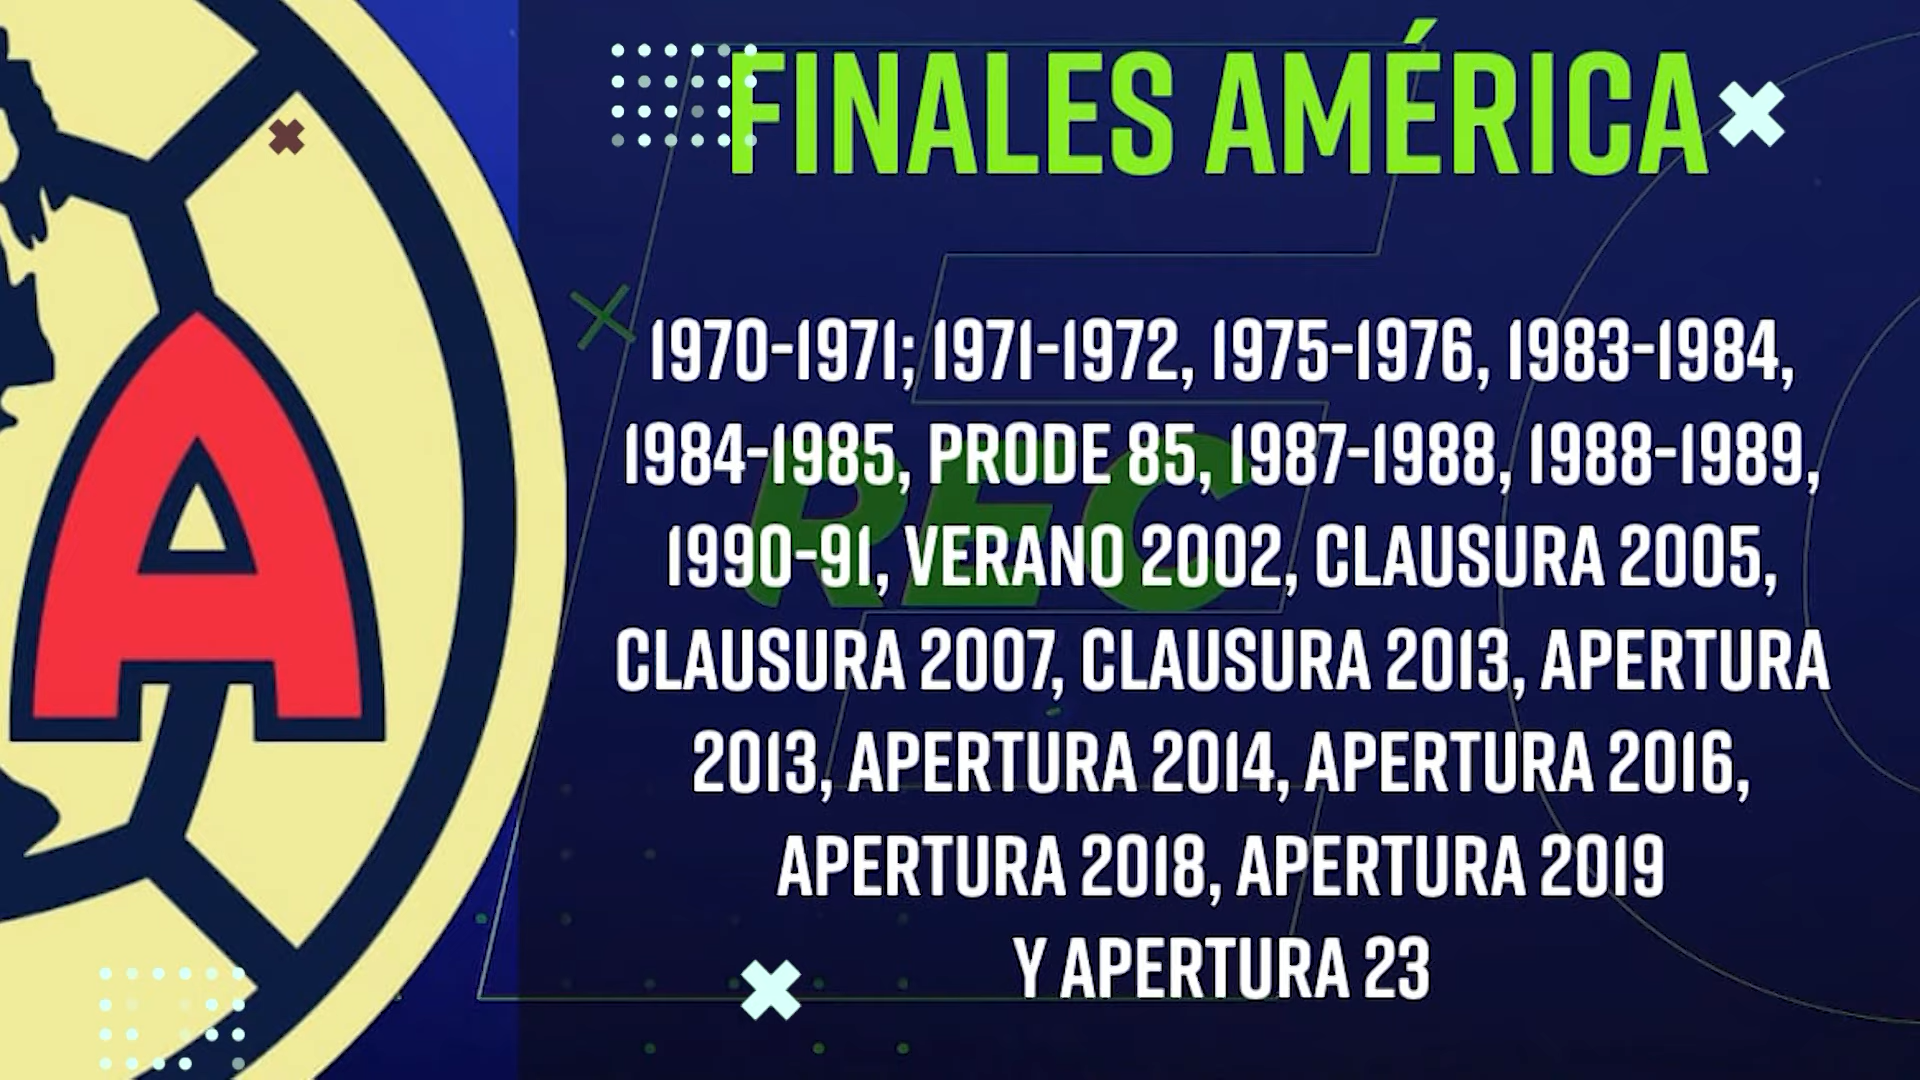 FINALES AMÉRICA
1970-1971; 1971-1972, 1975-1976, 1983-1984,
1984-1985, PRODE 85, 1987-1988, 1988-1989,
1990-91, VERANO 2002, CLAUSURA 2005,
CLAUSURA 2007, CLAUSURA 2013, APERTURA
2013, APERTURA 2014, APERTURA 2016,
APERTURA 2018, APERTURA 2019
Y APERTURA 23
REC
A